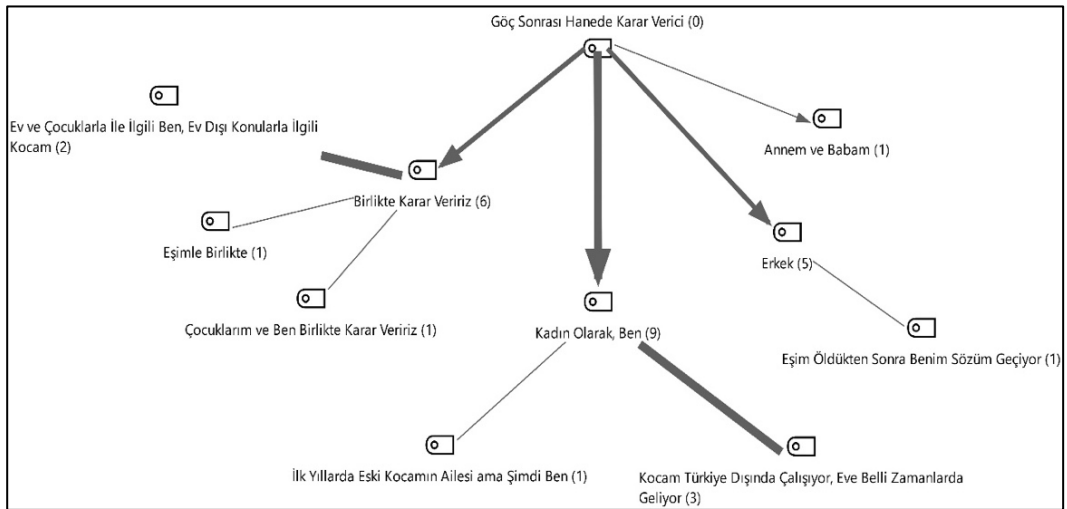 Göç Sonrası Hanede Karar Verici (0)
Ev ve Çocuklarla İle İlgili Ben, Ev Dışı Konularla İlgili
Kocam (2)
Annem ve Babam (1)
Birlikte Karar Veririz (6)
Eşimle Birlikte (1)
Erkek (5)
Çocuklarım ve Ben Birlikte Karar Veririz (1)
Kadın Olarak, Ben (9)
Eşim Öldükten Sonra Benim Sözüm Geçiyor (1)
İlk Yıllarda Eski Kocamın Ailesi ama Şimdi Ben (1)
Kocam Türkiye Dışında Çalışıyor, Eve Belli Zamanlarda
Geliyor (3)